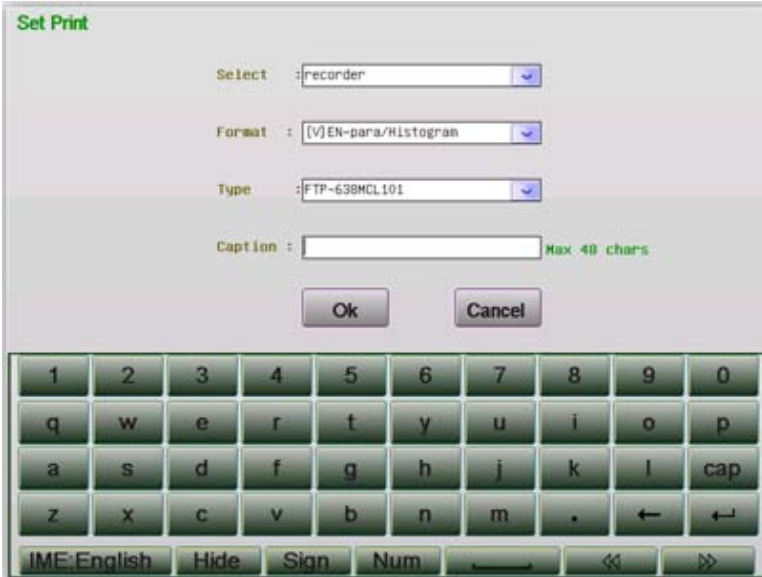 Set Print
Select :recorder
Format : [V]EN-para/Histogram
Type :FTP-638MCL101
Caption : Max 40 chars
Ok Cancel
1 2 3 4 5 6 7 8 9 0
q w e r t y u i o p
a s d f g h j k l cap
z x c v b n m . ← ↵
IME:English Hide Sign Num << >>